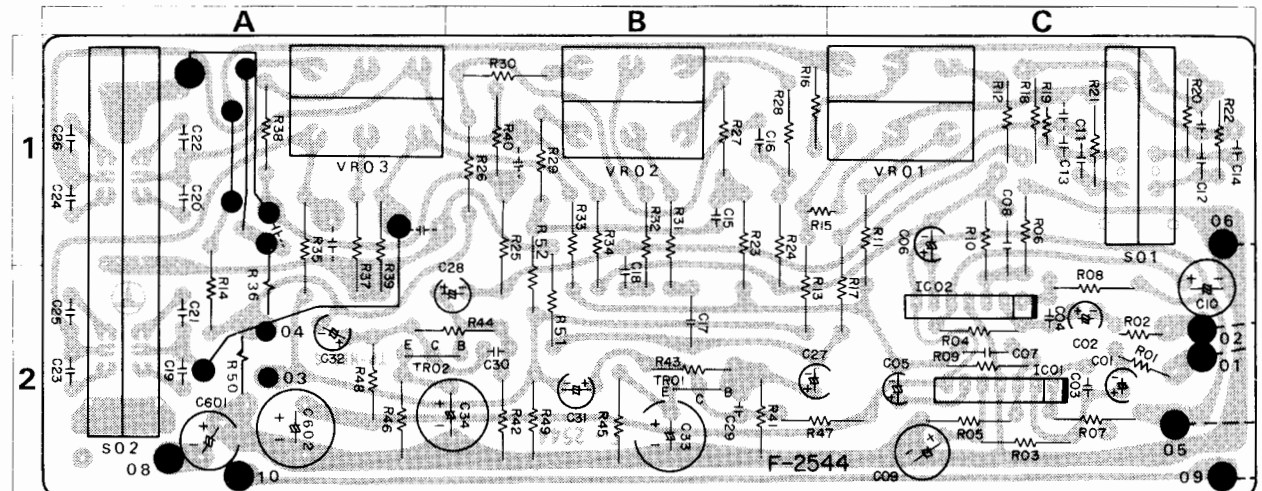 A B C
1
R30 R16 R28 R12 R18 R19 R21 R20 R22
C26 C22 R38 R40 R27 C16 C11
VR03 R26 R29 VR02 VR01 C13 C12 C14
C24 C20 C15 C08
R35 R37 R39 R25 R52 R33 R34 R32 R31 R23 R24 R15 R11 C06 R10 R06 06
S01
R14 R36 C28 C18 R13 R17 IC02 R08 C10
C25 C21 04 C32 R44 R51 C17 R04 C04 C02 R02 02
E C B
2
C23 C19 R50 03 R48 TR02 C30 R43 C27 C05 R09 C07 IC01 C03 C01 R01 01
TR01
E C B
C601 C602 R46 C34 R42 R49 C31 R45 C33 C29 R41 R47 R05 R03 R07 05
2544
S02 08 10 F-2544 C09 09